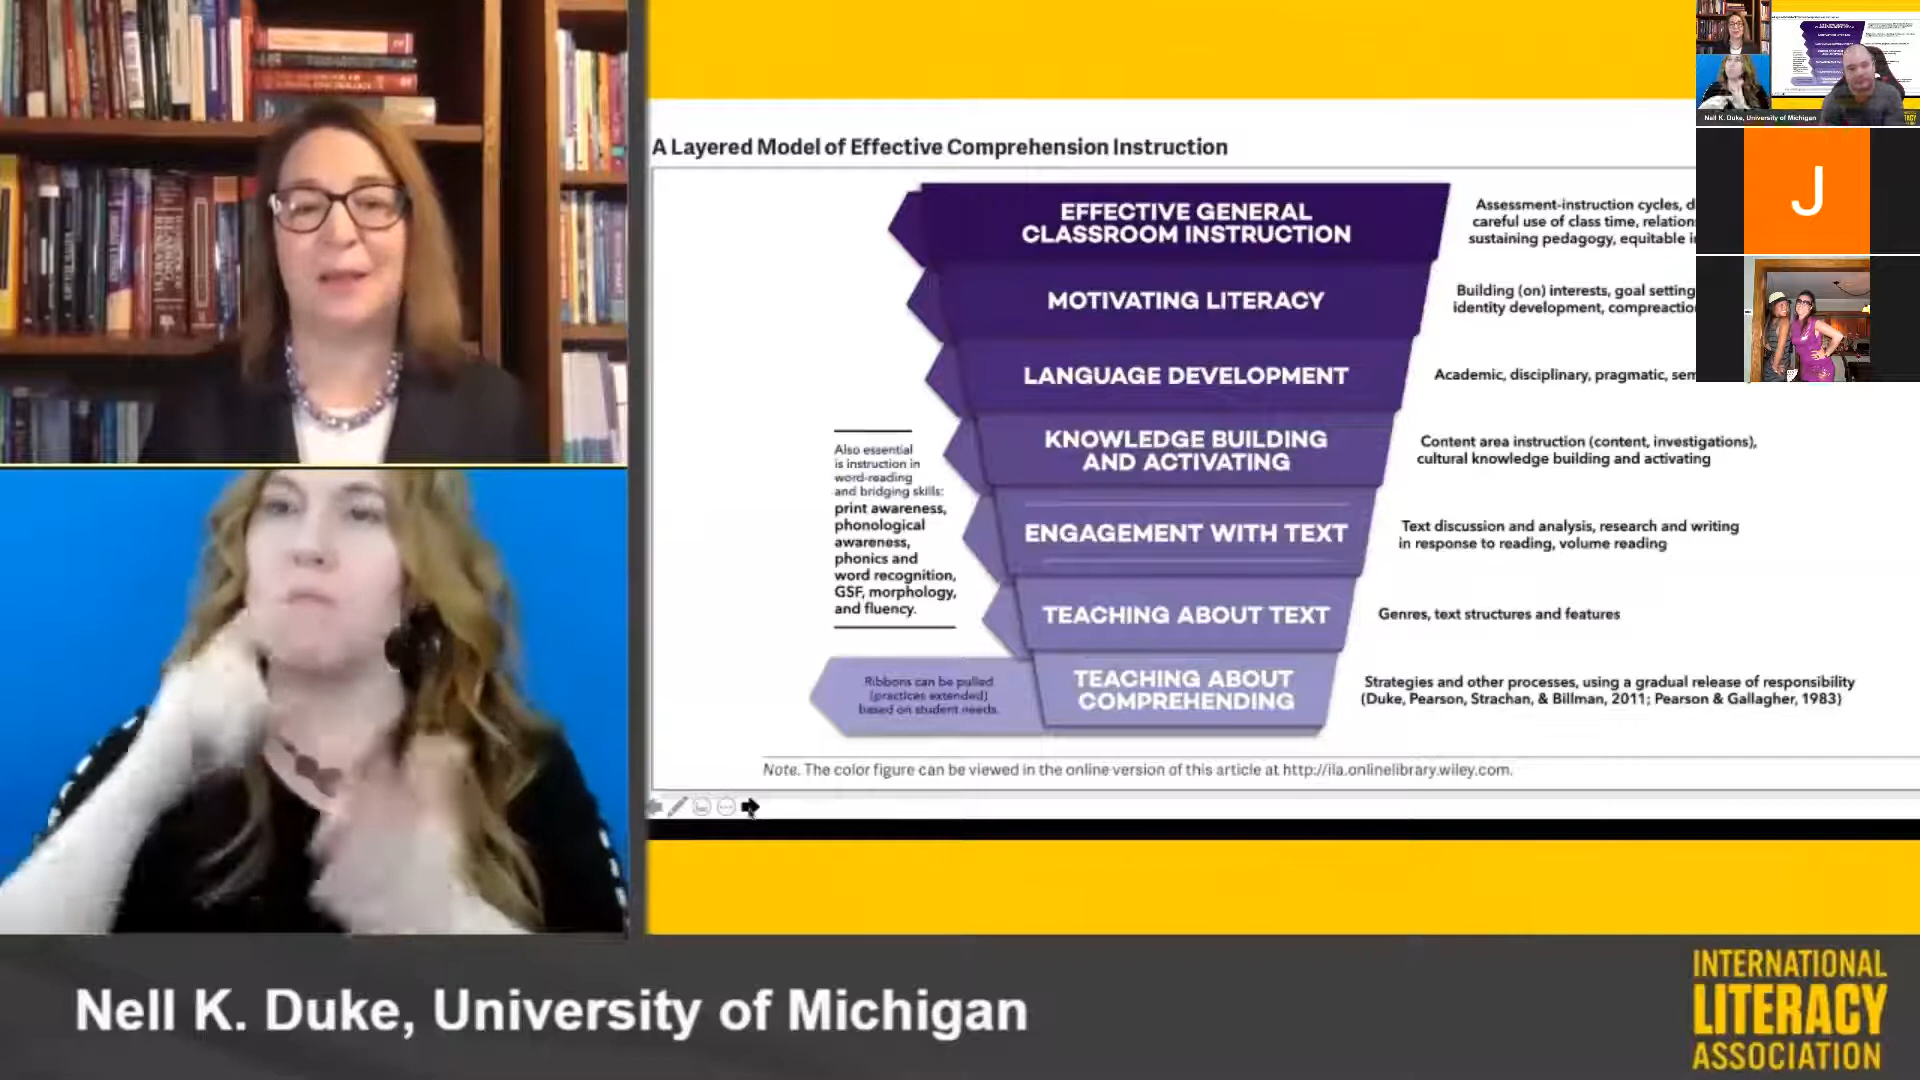 A Layered Model of Effective Comprehension Instruction
EFFECTIVE GENERAL
CLASSROOM INSTRUCTION
Assessment-instruction cycles,
careful use of class time,
sustaining pedagogy, equitable
MOTIVATING LITERACY
Building (on) interests, goal setting
identity development,
LANGUAGE DEVELOPMENT
Academic, disciplinary, pragmatic,
KNOWLEDGE BUILDING
AND ACTIVATING
Content area instruction (content, investigations),
cultural knowledge building and activating
ENGAGEMENT WITH TEXT
Text discussion and analysis, research and writing
in response to reading, volume reading
TEACHING ABOUT TEXT
Genres, text structures and features
TEACHING ABOUT
COMPREHENDING
Strategies and other processes, using a gradual release of responsibility
(Duke, Pearson, Strachan, & Billman, 2011; Pearson & Gallagher, 1983)
Also essential
is instruction in
word-reading
and bridging skills:
print awareness,
phonological
awareness,
phonics and
word recognition,
GSF, morphology,
and fluency.
Ribbons can be pulled
(practices extended)
based on student needs.
Note. The color figure can be viewed in the online version of this article at http://ila.onlinelibrary.wiley.com.
Nell K. Duke, University of Michigan
INTERNATIONAL
LITERACY
ASSOCIATION
Nell K. Duke, University of Michigan
J